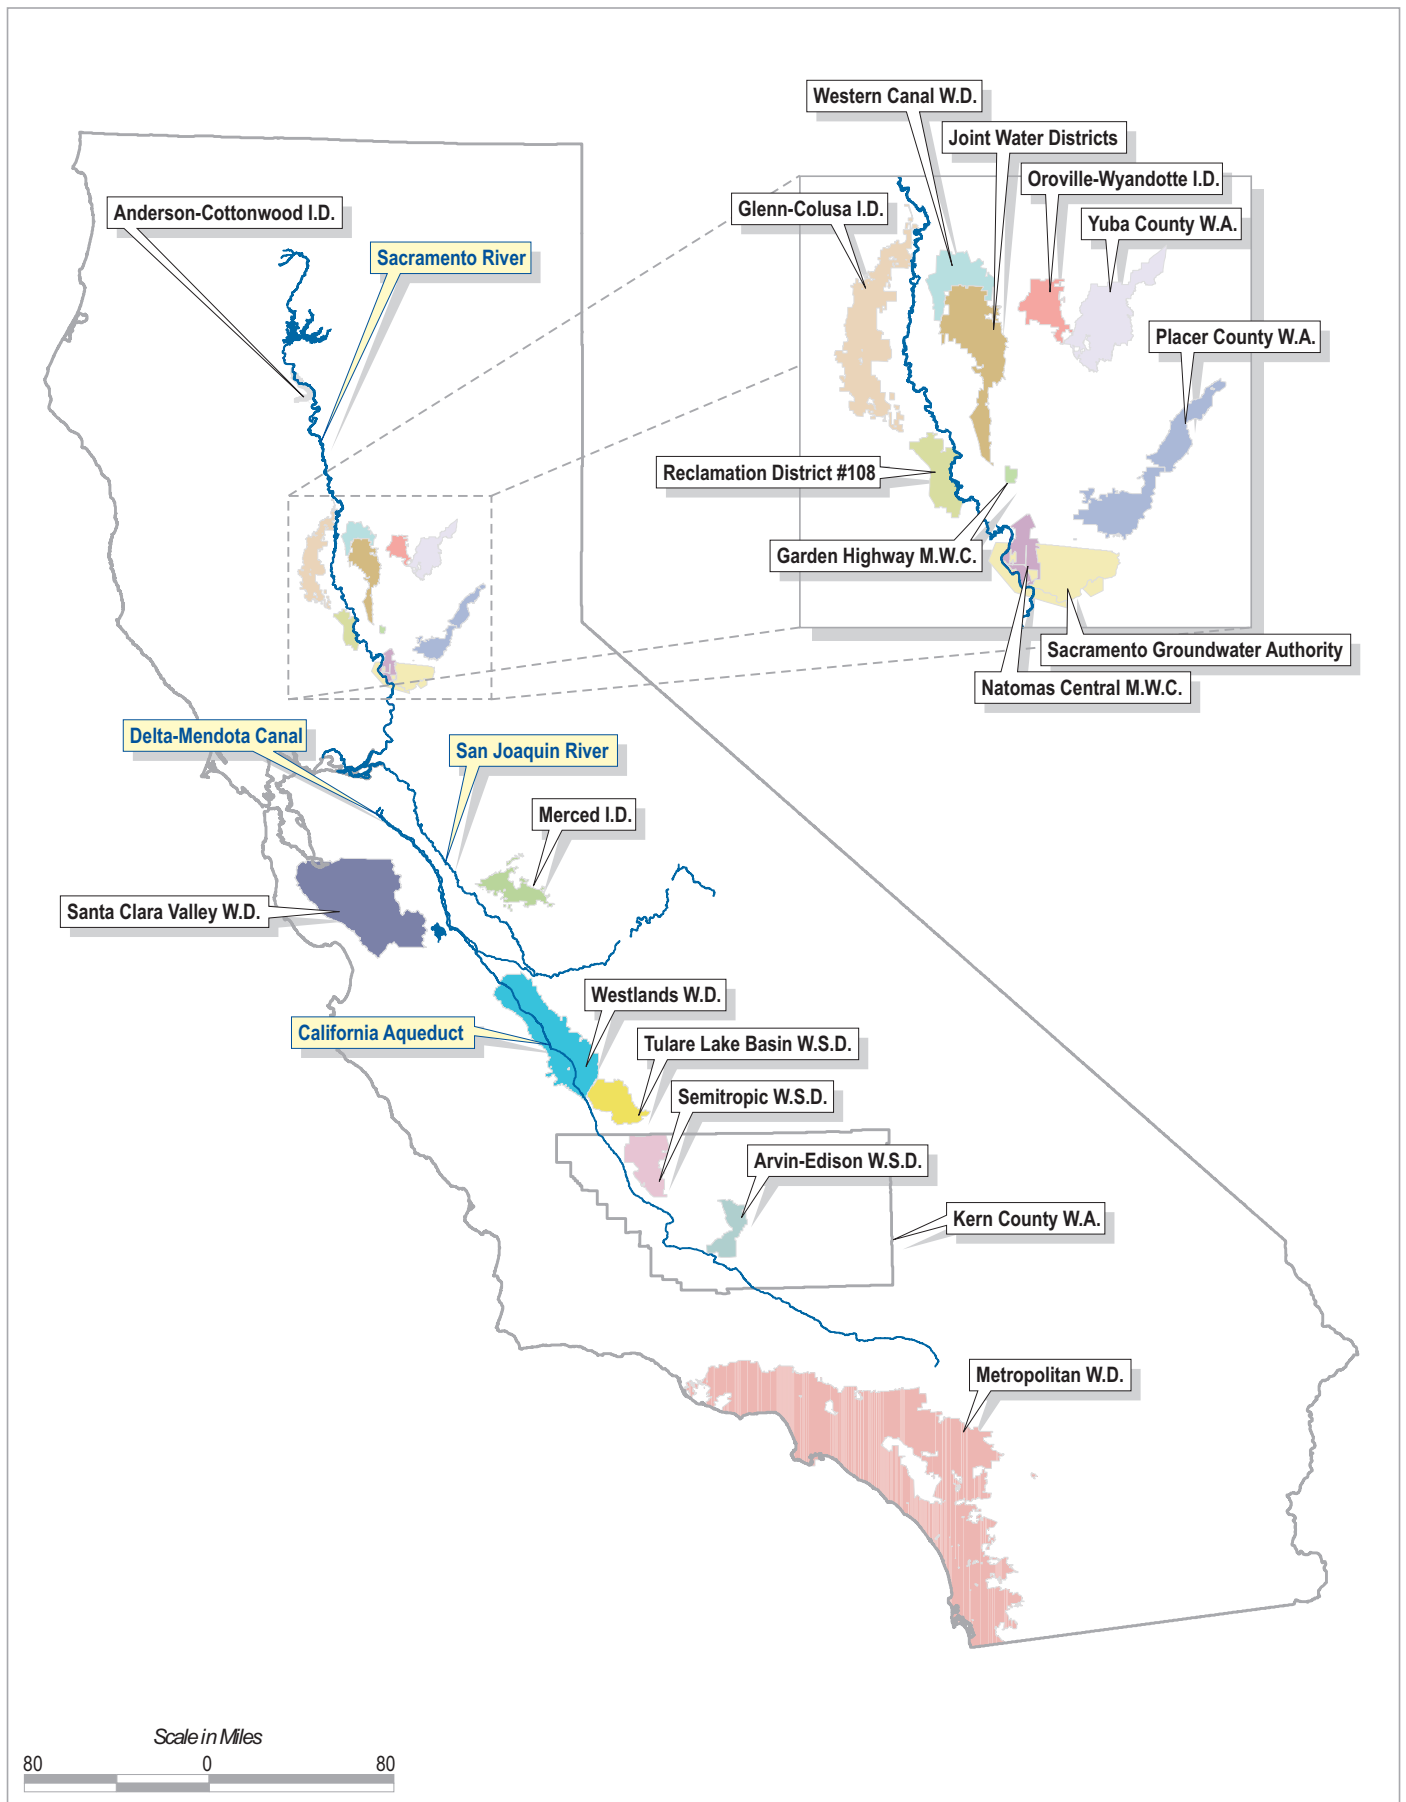 Western Canal W.D.
Joint Water Districts
Oroville-Wyandotte I.D.
Glenn-Colusa I.D.
Yuba County W.A.
Anderson-Cottonwood I.D.
Sacramento River
Placer County W.A.
Reclamation District #108
Garden Highway M.W.C.
Sacramento Groundwater Authority
Natomas Central M.W.C.
Delta-Mendota Canal
San Joaquin River
Merced I.D.
Santa Clara Valley W.D.
Westlands W.D.
California Aqueduct
Tulare Lake Basin W.S.D.
Semitropic W.S.D.
Arvin-Edison W.S.D.
Kern County W.A.
Metropolitan W.D.
Scale in Miles
80 0 80